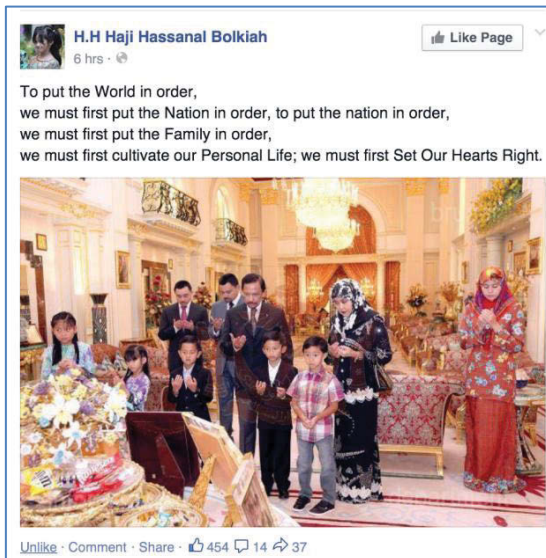 H.H Haji Hassanal Bolkiah
Like Page
6 hrs ·
To put the World in order,
we must first put the Nation in order, to put the nation in order,
we must first put the Family in order,
we must first cultivate our Personal Life; we must first Set Our Hearts Right.
Unlike · Comment · Share · 454 14 37